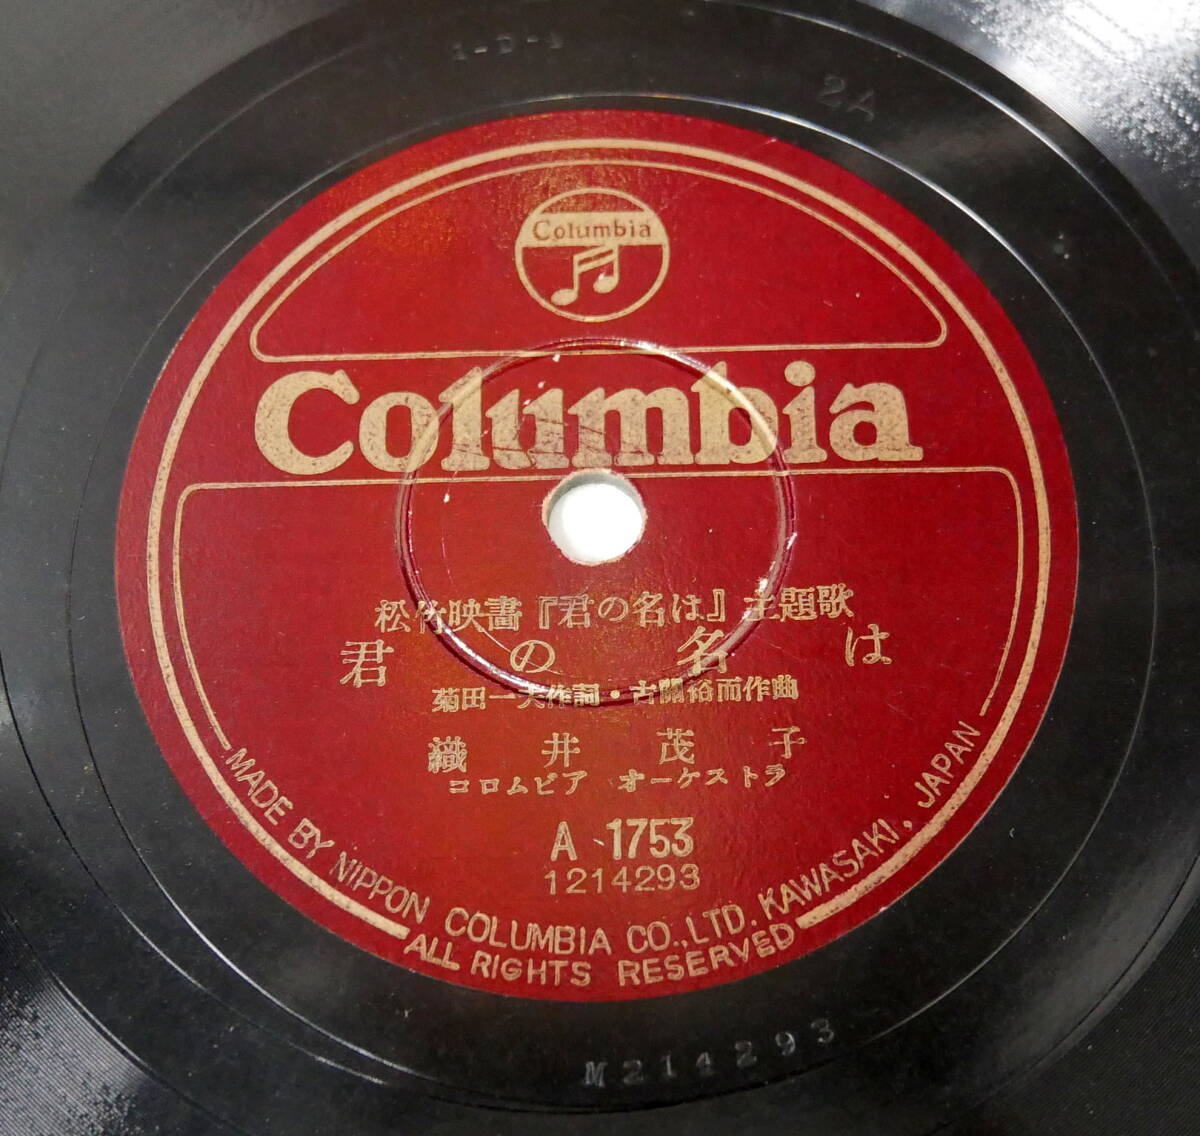 2A
Columbia
Columbia
松竹映畫『君の名は』主題歌
君の名は
菊田一夫作詞・古關裕而作曲
織井茂子
コロムビア オーケストラ
A 1753
1214293
MADE BY NIPPON COLUMBIA CO., LTD. KAWASAKI, JAPAN
ALL RIGHTS RESERVED
M214293